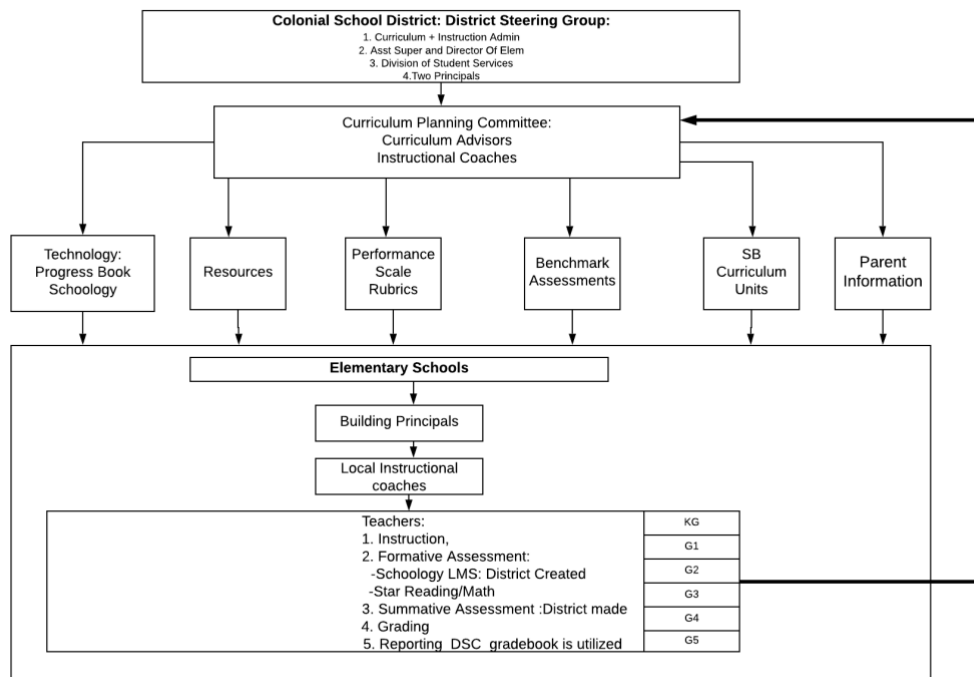 Colonial School District: District Steering Group:
1. Curriculum + Instruction Admin
2. Asst Super and Director Of Elem
3. Division of Student Services
4.Two Principals
Curriculum Planning Committee:
Curriculum Advisors
Instructional Coaches
Technology:
Progress Book
Schoology
Resources
Performance
Scale
Rubrics
Benchmark
Assessments
SB
Curriculum
Units
Parent
Information
Elementary Schools
Building Principals
Local Instructional
coaches
Teachers:
1. Instruction,
2. Formative Assessment:
-Schoology LMS: District Created
-Star Reading/Math
3. Summative Assessment :District made
4. Grading
5. Reporting DSC gradebook is utilized
KG
G1
G2
G3
G4
G5